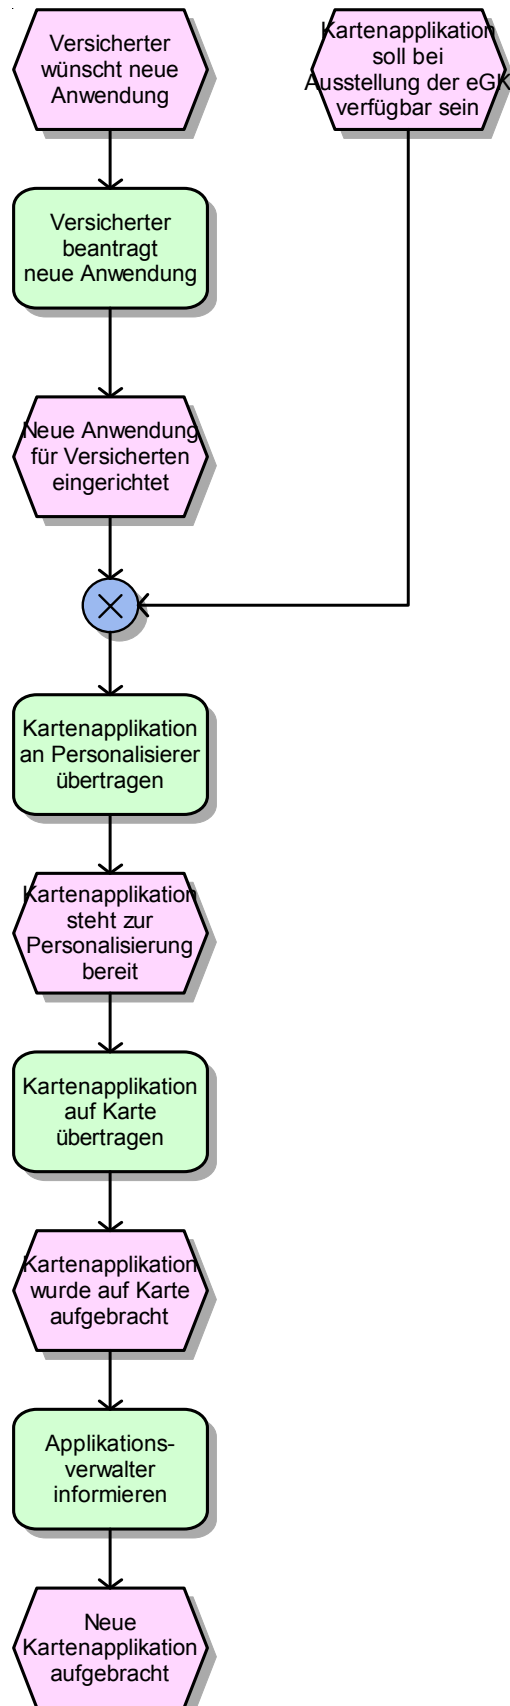 Versicherter
wünscht neue
Anwendung
Kartenapplikation
soll bei
Ausstellung der eGK
verfügbar sein
Versicherter
beantragt
neue Anwendung
Neue Anwendung
für Versicherten
eingerichtet
Kartenapplikation
an Personalisierer
übertragen
Kartenapplikation
steht zur
Personalisierung
bereit
Kartenapplikation
auf Karte
übertragen
Kartenapplikation
wurde auf Karte
aufgebracht
Applikations-
verwalter
informieren
Neue
Kartenapplikation
aufgebracht